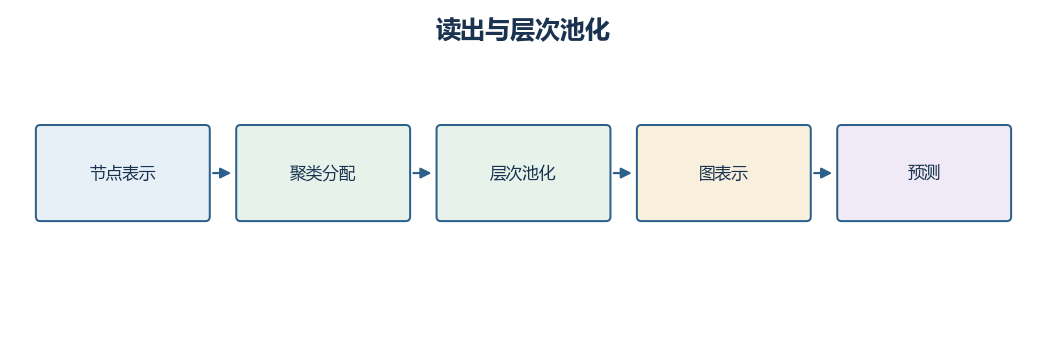 读出与层次池化
节点表示
聚类分配
层次池化
图表示
预测